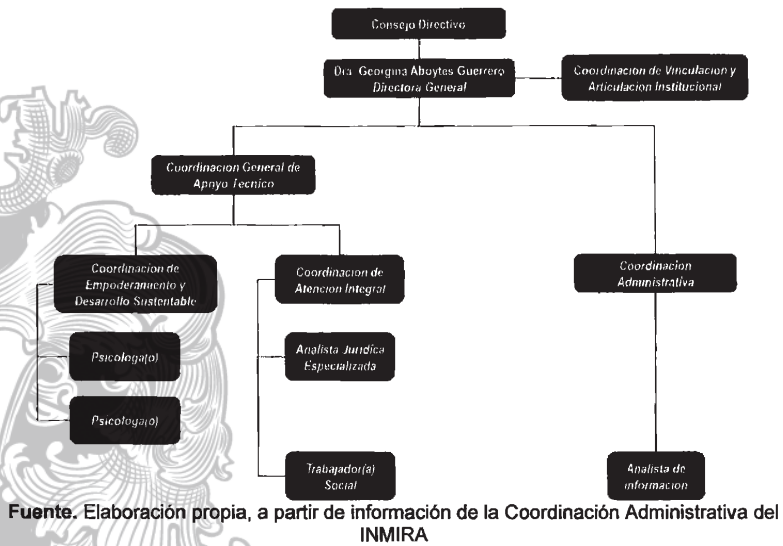 Consejo Directivo
Dra. Georgina Aboytes Guerrero
Directora General
Coordinacion de Vinculacion y
Articulacion Institucional
Coordinacion General de
Apoyo Tecnico
Coordinacion de
Empoderamiento y
Desarrollo Sustentable
Coordinacion de
Atencion Integral
Coordinacion
Administrativa
Psicologa(o)
Analista Juridica
Especializada
Psicologa(o)
Trabajador(a)
Social
Analista de
informacion
Fuente. Elaboración propia, a partir de información de la Coordinación Administrativa del
INMIRA